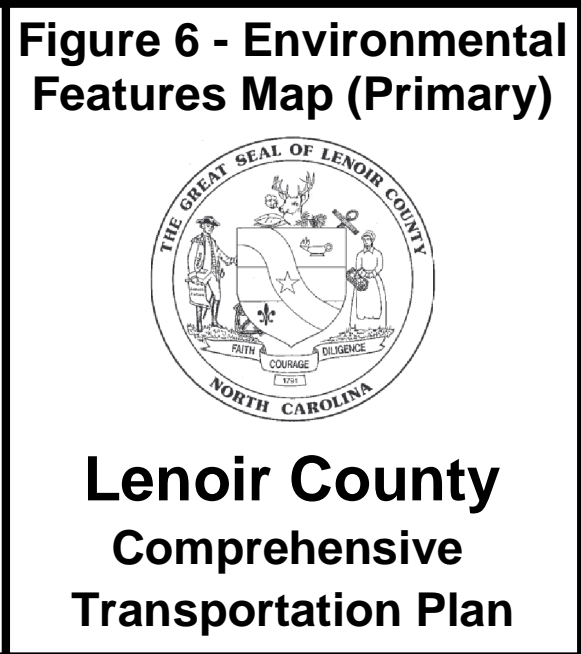 Figure 6 - Environmental
Features Map (Primary)
THE GREAT SEAL OF LENOIR COUNTY
FAITH
COURAGE
DILIGENCE
1791
NORTH CAROLINA
Lenoir County
Comprehensive
Transportation Plan